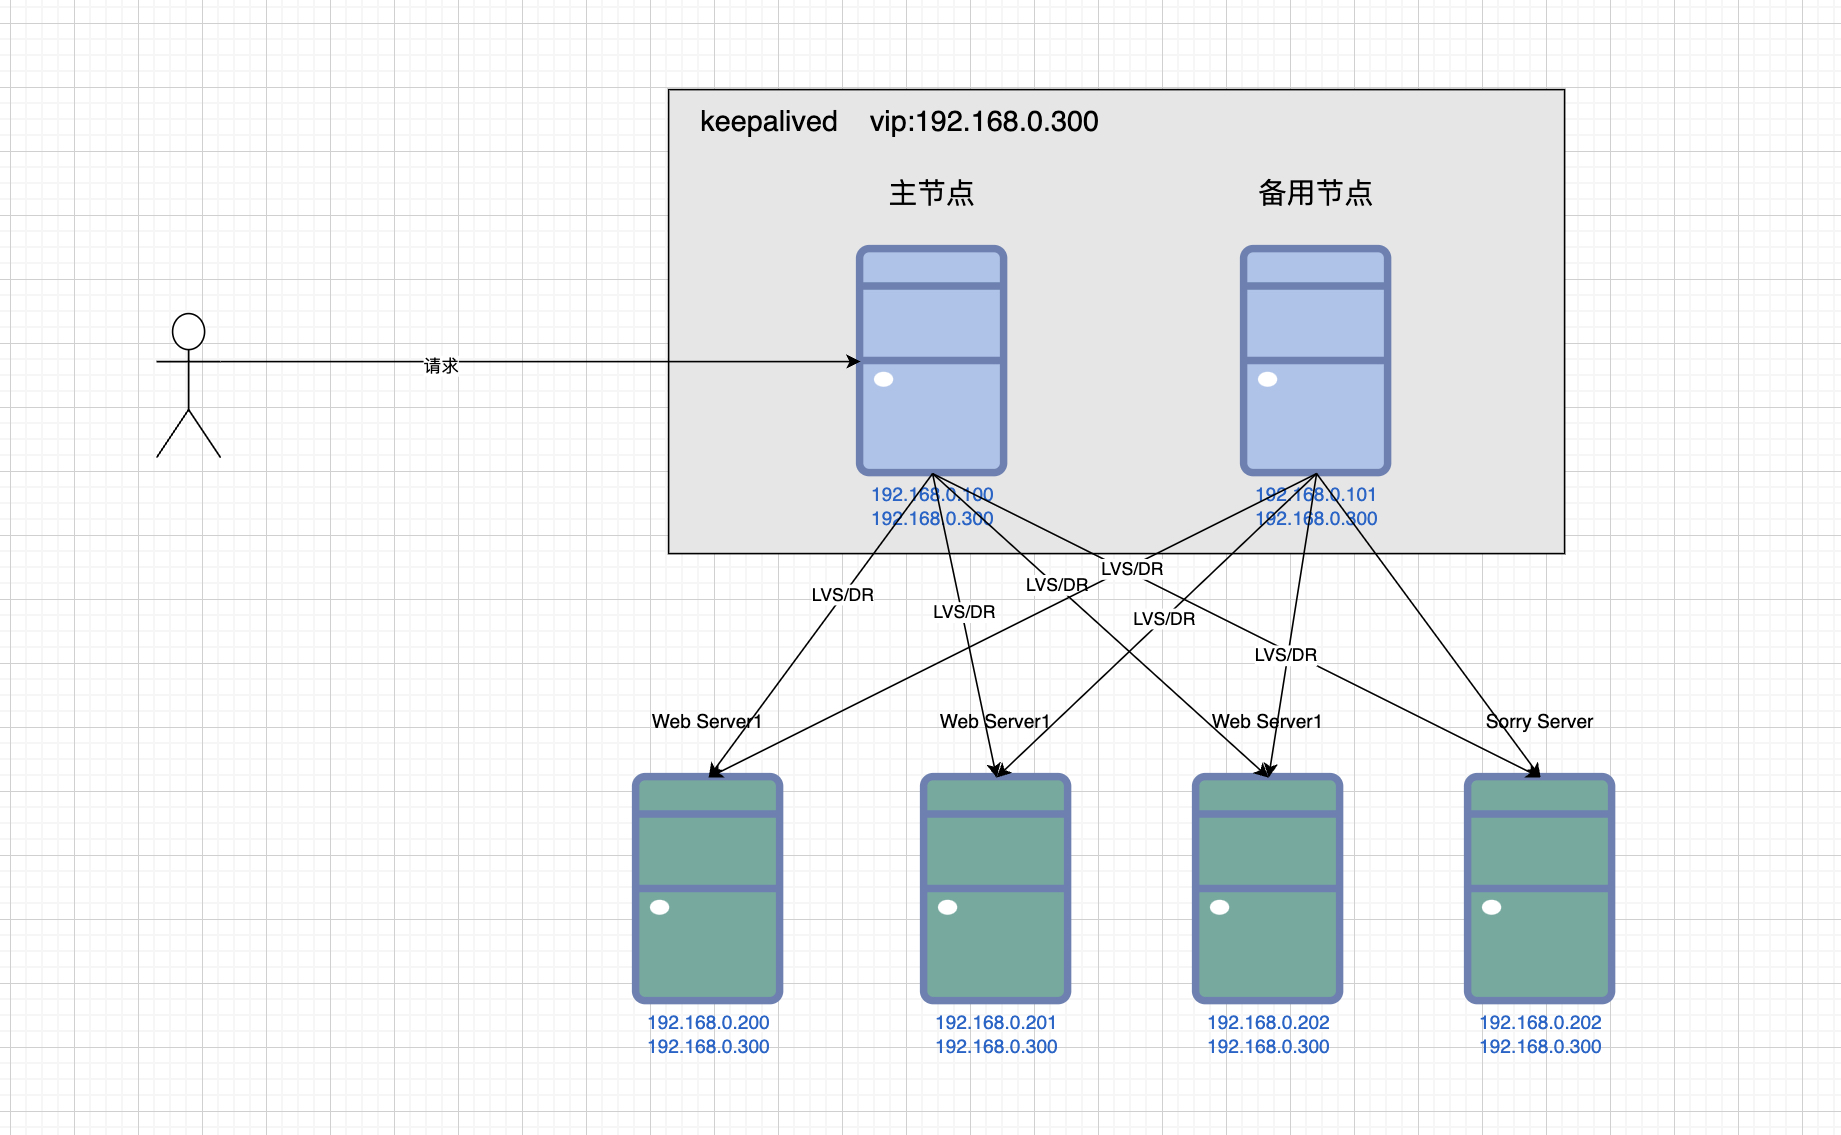 keepalived vip:192.168.0.300
主节点
备用节点
请求
192.168.0.100
192.168.0.300
192.168.0.101
192.168.0.300
LVS/DR
LVS/DR
LVS/DR
LVS/DR
LVS/DR
LVS/DR
Web Server1
Web Server1
Web Server1
Sorry Server
192.168.0.200
192.168.0.300
192.168.0.201
192.168.0.300
192.168.0.202
192.168.0.300
192.168.0.202
192.168.0.300